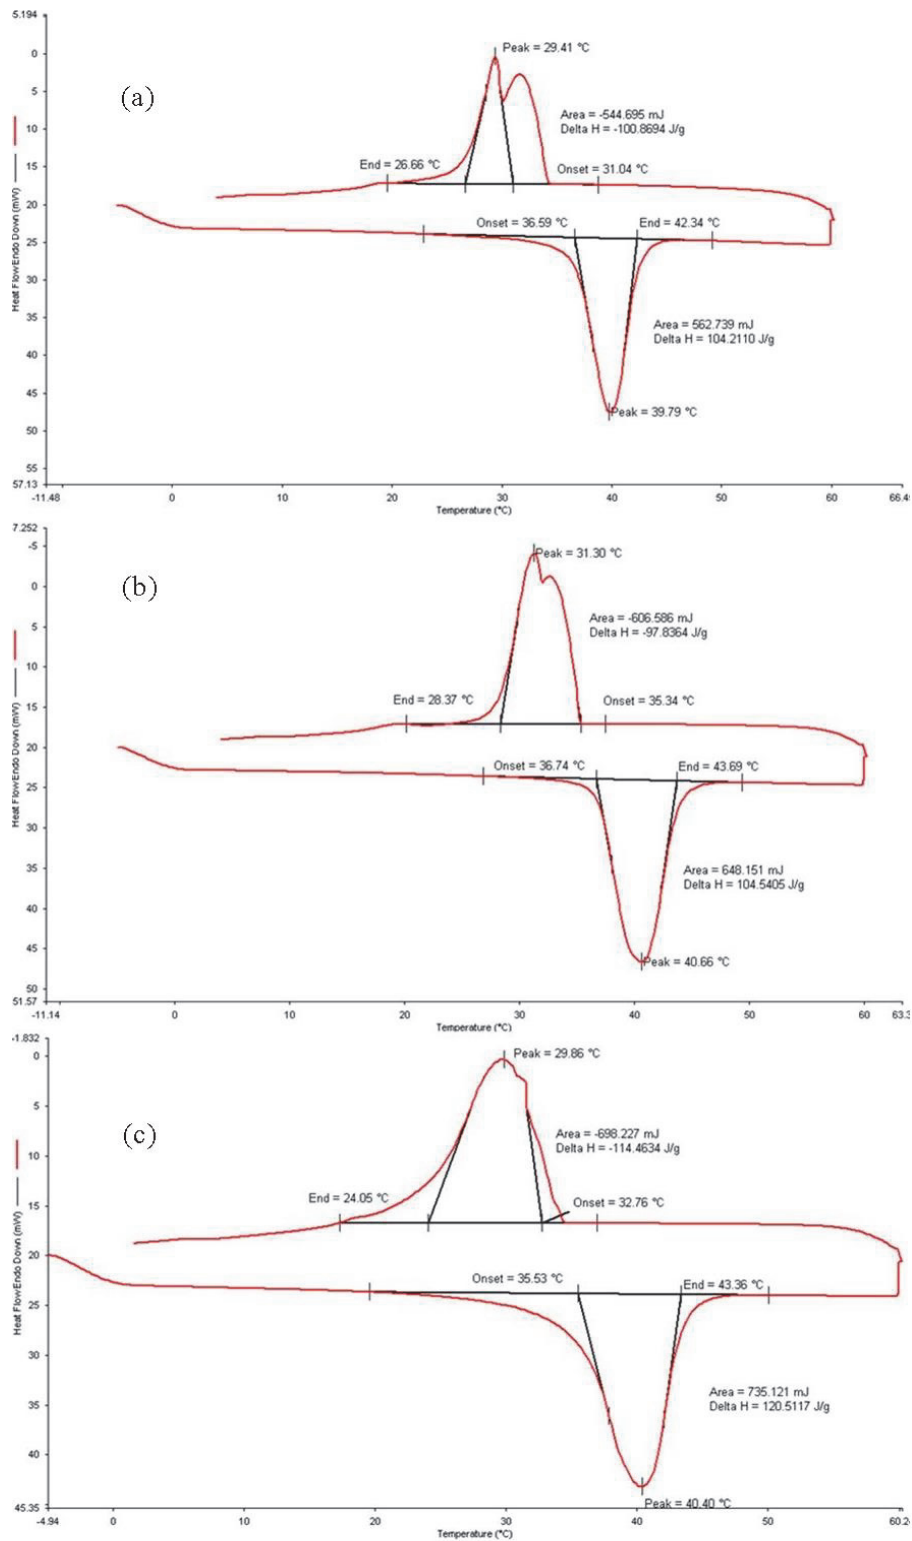 5.194
0
5
10
15
20
25
30
35
40
45
50
55
57.13
Heat Flow Endo Down (mW)
(a)
Peak = 29.41 °C
Area = -544.695 mJ
Delta H = -100.8694 J/g
End = 26.66 °C
Onset = 31.04 °C
Onset = 36.59 °C
End = 42.34 °C
Area = 562.739 mJ
Delta H = 104.2110 J/g
Peak = 39.79 °C
-11.48 0 10 20 30 40 50 60
Temperature (°C)
7.252
-5
0
5
10
15
20
25
30
35
40
45
50
51.57
Heat Flow Endo Down (mW)
(b)
Peak = 31.30 °C
Area = -606.586 mJ
Delta H = -97.8364 J/g
End = 28.37 °C
Onset = 35.34 °C
Onset = 36.74 °C
End = 43.69 °C
Area = 648.151 mJ
Delta H = 104.5405 J/g
Peak = 40.66 °C
-11.14 0 10 20 30 40 50 60 63.3
Temperature (°C)
-1.832
0
5
10
15
20
25
30
35
40
45.35
Heat Flow Endo Down (mW)
(c)
Peak = 29.86 °C
Area = -698.227 mJ
Delta H = -114.4634 J/g
End = 24.05 °C
Onset = 32.76 °C
Onset = 35.53 °C
End = 43.36 °C
Area = 735.121 mJ
Delta H = 120.5117 J/g
Peak = 40.40 °C
-4.94 0 10 20 30 40 50 60.2
Temperature (°C)